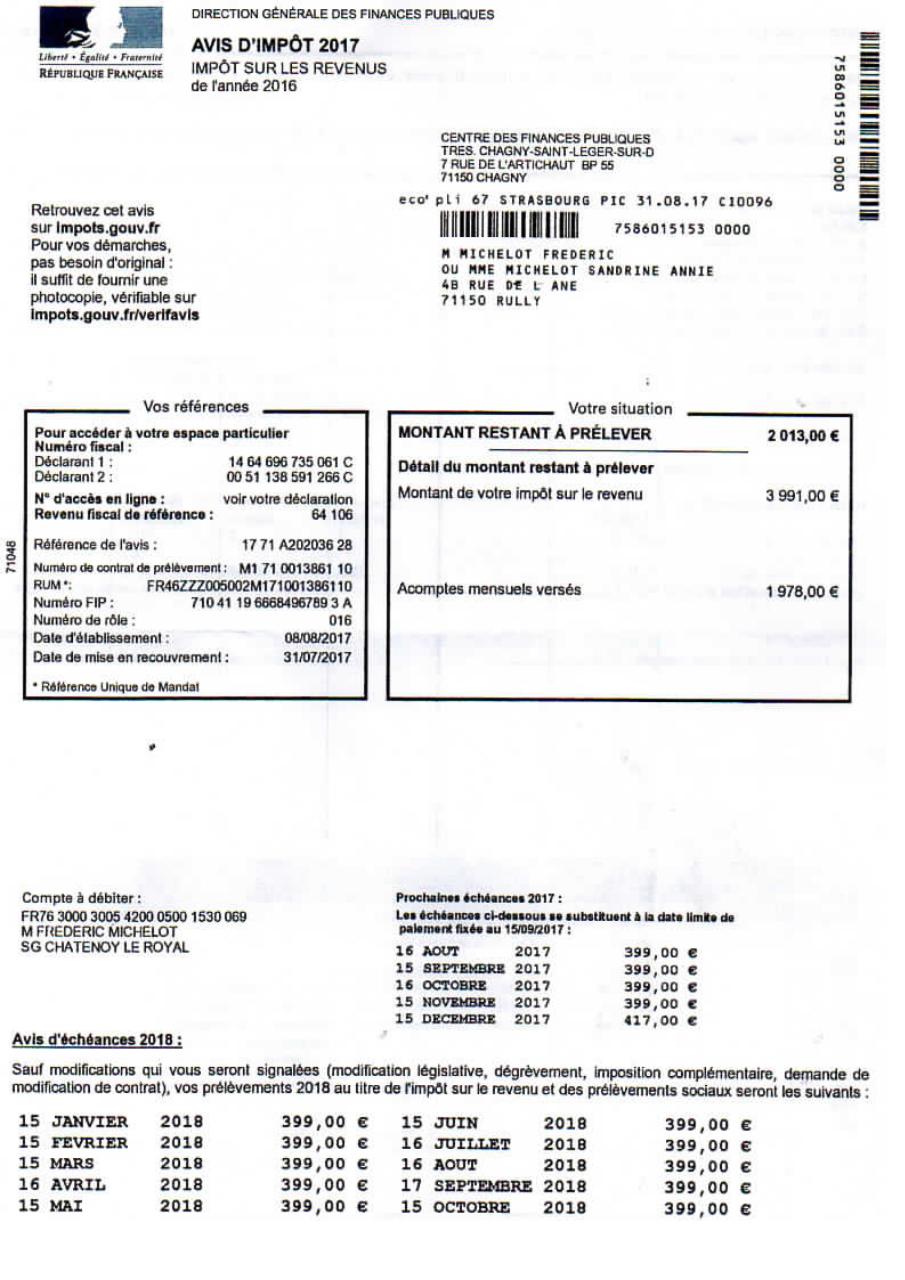 DIRECTION GÉNÉRALE DES FINANCES PUBLIQUES
AVIS D'IMPÔT 2017
IMPÔT SUR LES REVENUS
de l'année 2016
Liberté • Égalité • Fraternité
RÉPUBLIQUE FRANÇAISE
7586015153 0000
CENTRE DES FINANCES PUBLIQUES
TRES. CHAGNY-SAINT-LEGER-SUR-D
7 RUE DE L'ARTICHAUT BP 55
71150 CHAGNY
eco' pli 67 STRASBOURG PIC 31.08.17 CI0096
7586015153 0000
M MICHELOT FREDERIC
OU MME MICHELOT SANDRINE ANNIE
4B RUE DE L ANE
71150 RULLY
Retrouvez cet avis
sur impots.gouv.fr
Pour vos démarches,
pas besoin d'original :
il suffit de fournir une
photocopie, vérifiable sur
impots.gouv.fr/verifavis
Vos références
Pour accéder à votre espace particulier
Numéro fiscal :
Déclarant 1 : 14 64 696 735 061 C
Déclarant 2 : 00 51 138 591 266 C
N° d'accès en ligne : voir votre déclaration
Revenu fiscal de référence : 64 106
Référence de l'avis : 17 71 A202036 28
Numéro de contrat de prélèvement : M1 71 0013861 10
RUM * : FR46ZZZ005002M171001386110
Numéro FIP : 710 41 19 6668496789 3 A
Numéro de rôle : 016
Date d'établissement : 08/08/2017
Date de mise en recouvrement : 31/07/2017
* Référence Unique de Mandat
71048
Votre situation
MONTANT RESTANT À PRÉLEVER 2 013,00 €
Détail du montant restant à prélever
Montant de votre impôt sur le revenu 3 991,00 €
Acomptes mensuels versés 1 978,00 €
Compte à débiter :
FR76 3000 3005 4200 0500 1530 069
M FREDERIC MICHELOT
SG CHATENOY LE ROYAL
Prochaines échéances 2017 :
Les échéances ci-dessous se substituent à la date limite de
paiement fixée au 15/09/2017 :
16 AOUT 2017 399,00 €
15 SEPTEMBRE 2017 399,00 €
16 OCTOBRE 2017 399,00 €
15 NOVEMBRE 2017 399,00 €
15 DECEMBRE 2017 417,00 €
Avis d'échéances 2018 :
Sauf modifications qui vous seront signalées (modification législative, dégrèvement, imposition complémentaire, demande de
modification de contrat), vos prélèvements 2018 au titre de l'impôt sur le revenu et des prélèvements sociaux seront les suivants :
15 JANVIER 2018 399,00 € 15 JUIN 2018 399,00 €
15 FEVRIER 2018 399,00 € 16 JUILLET 2018 399,00 €
15 MARS 2018 399,00 € 16 AOUT 2018 399,00 €
16 AVRIL 2018 399,00 € 17 SEPTEMBRE 2018 399,00 €
15 MAI 2018 399,00 € 15 OCTOBRE 2018 399,00 €